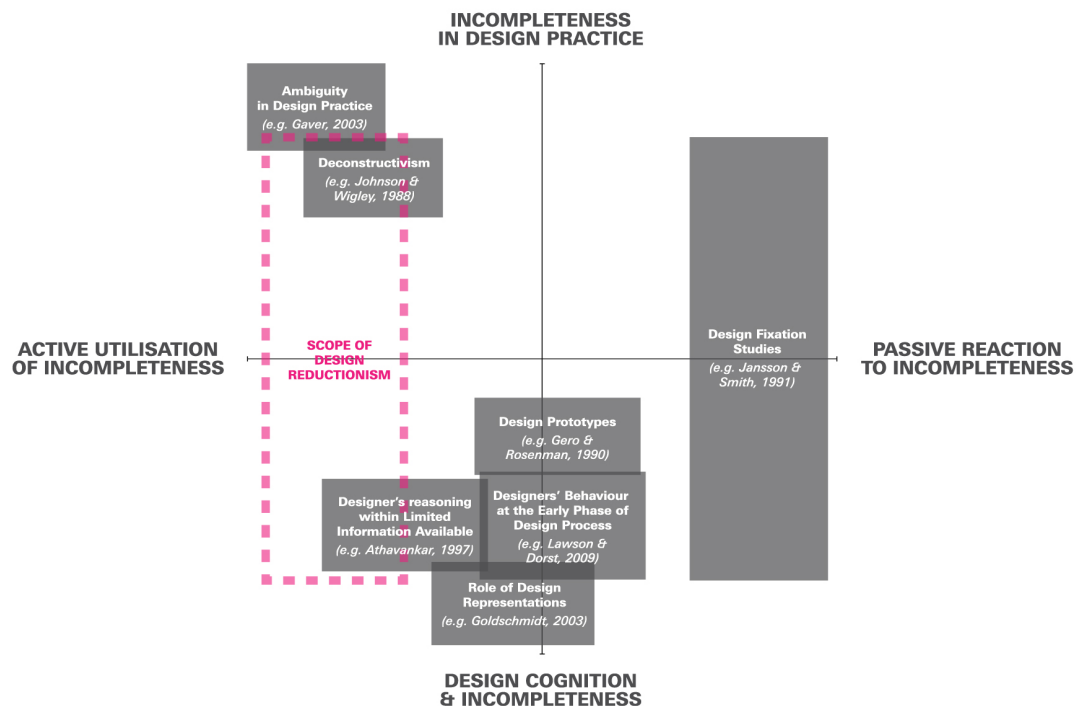 INCOMPLETENESS
IN DESIGN PRACTICE
Ambiguity
in Design Practice
(e.g. Gaver, 2003)
Deconstructivism
(e.g. Johnson &
Wigley, 1988)
ACTIVE UTILISATION
OF INCOMPLETENESS
SCOPE OF
DESIGN
REDUCTIONISM
Design Fixation
Studies
(e.g. Jansson &
Smith, 1991)
PASSIVE REACTION
TO INCOMPLETENESS
Design Prototypes
(e.g. Gero &
Rosenman, 1990)
Designer's reasoning
within Limited
Information Available
(e.g. Athavankar, 1997)
Designers' Behaviour
at the Early Phase of
Design Process
(e.g. Lawson &
Dorst, 2009)
Role of Design
Representations
(e.g. Goldschmidt, 2003)
DESIGN COGNITION
& INCOMPLETENESS